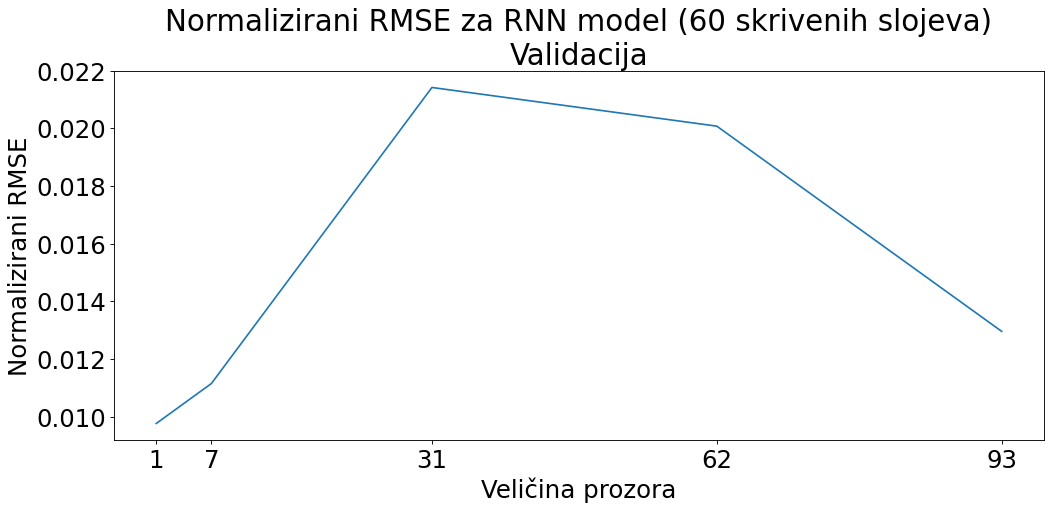 Normalizirani RMSE za RNN model (60 skrivenih slojeva)
Validacija
Normalizirani RMSE
0.022
0.020
0.018
0.016
0.014
0.012
0.010
1 7 31 62 93
Veličina prozora